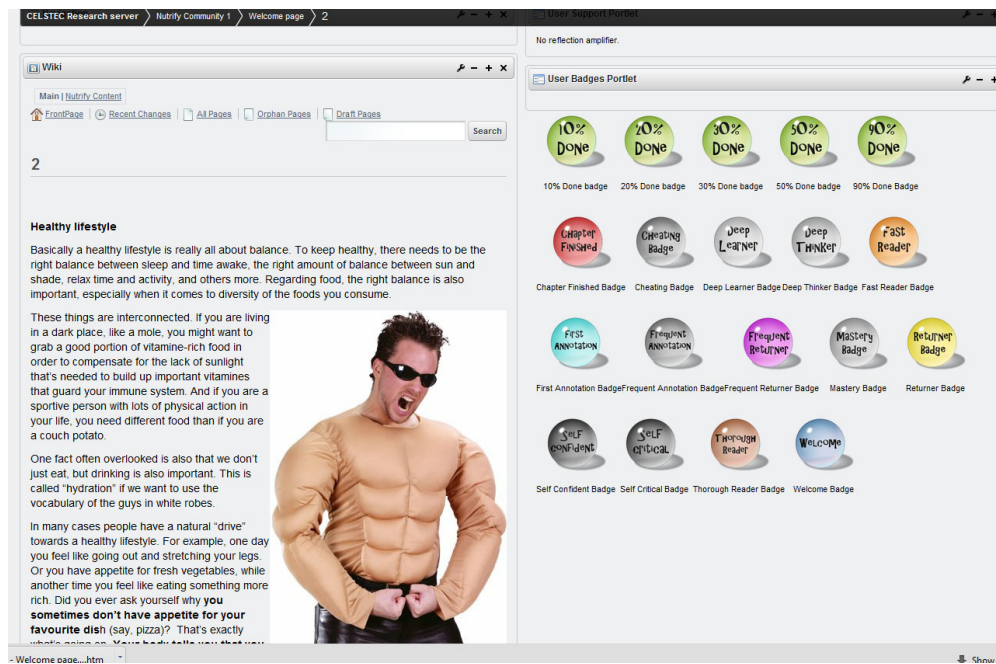 CELSTEC Research server
Nutrify Community 1
Welcome page
2
Wiki
Main | Nutrify Content
FrontPage | Recent Changes | All Pages | Orphan Pages | Draft Pages
Search
2
Healthy lifestyle
Basically a healthy lifestyle is really all about balance. To keep healthy, there needs to be the
right balance between sleep and time awake, the right amount of balance between sun and
shade, relax time and activity, and others more. Regarding food, the right balance is also
important, especially when it comes to diversity of the foods you consume.
These things are interconnected. If you are living
in a dark place, like a mole, you might want to
grab a good portion of vitamine-rich food in
order to compensate for the lack of sunlight
that's needed to build up important vitamines
that guard your immune system. And if you are a
sportive person with lots of physical action in
your life, you need different food than if you are
a couch potato.
One fact often overlooked is also that we don't
just eat, but drinking is also important. This is
called “hydration” if we want to use the
vocabulary of the guys in white robes.
In many cases people have a natural “drive”
towards a healthy lifestyle. For example, one day
you feel like going out and stretching your legs.
Or you have appetite for fresh vegetables, while
another time you feel like eating something more
rich. Did you ever ask yourself why you
sometimes don't have appetite for your
favourite dish (say, pizza)? That's exactly
what's going on. Your body tells you that you
User Support Portlet
No reflection amplifier.
User Badges Portlet
10% Done
20% Done
30% Done
50% Done
90% Done
10% Done badge
20% Done badge
30% Done badge
50% Done badge
90% Done Badge
Chapter Finished
Cheating Badge
Deep Learner
Deep Thinker
Fast Reader
Chapter Finished Badge
Cheating Badge
Deep Learner Badge
Deep Thinker Badge
Fast Reader Badge
First Annotation
Frequent Annotation
Frequent Returner
Mastery Badge
Returner Badge
First Annotation Badge
Frequent Annotation Badge
Frequent Returner Badge
Mastery Badge
Returner Badge
Self Confident
Self Critical
Thorough Reader
Welcome
Self Confident Badge
Self Critical Badge
Thorough Reader Badge
Welcome Badge
- Welcome page....htm
Show